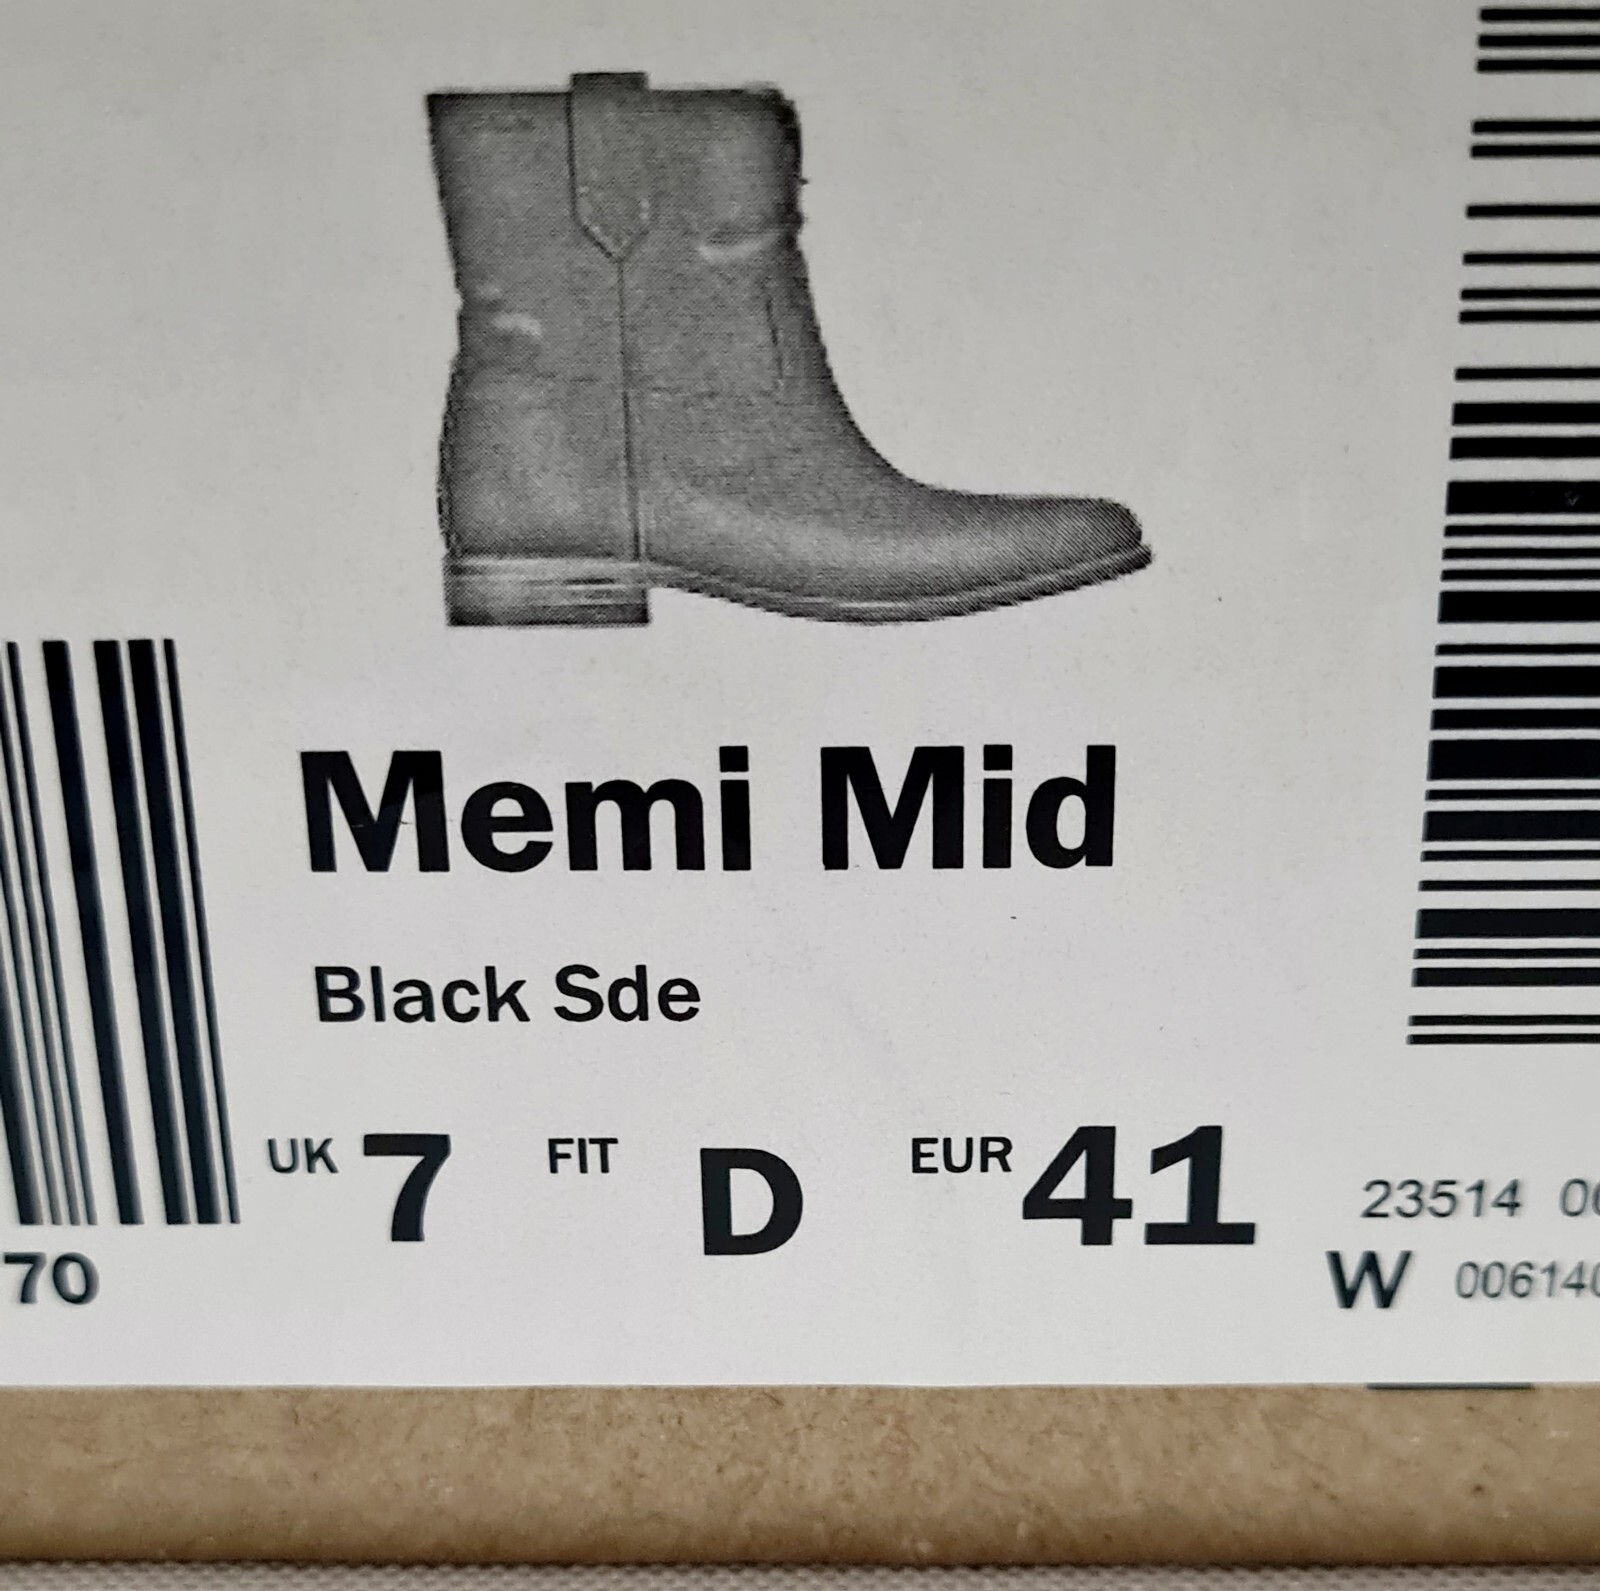 Memi Mid
Black Sde
UK 7 FIT D EUR 41
23514
70
W